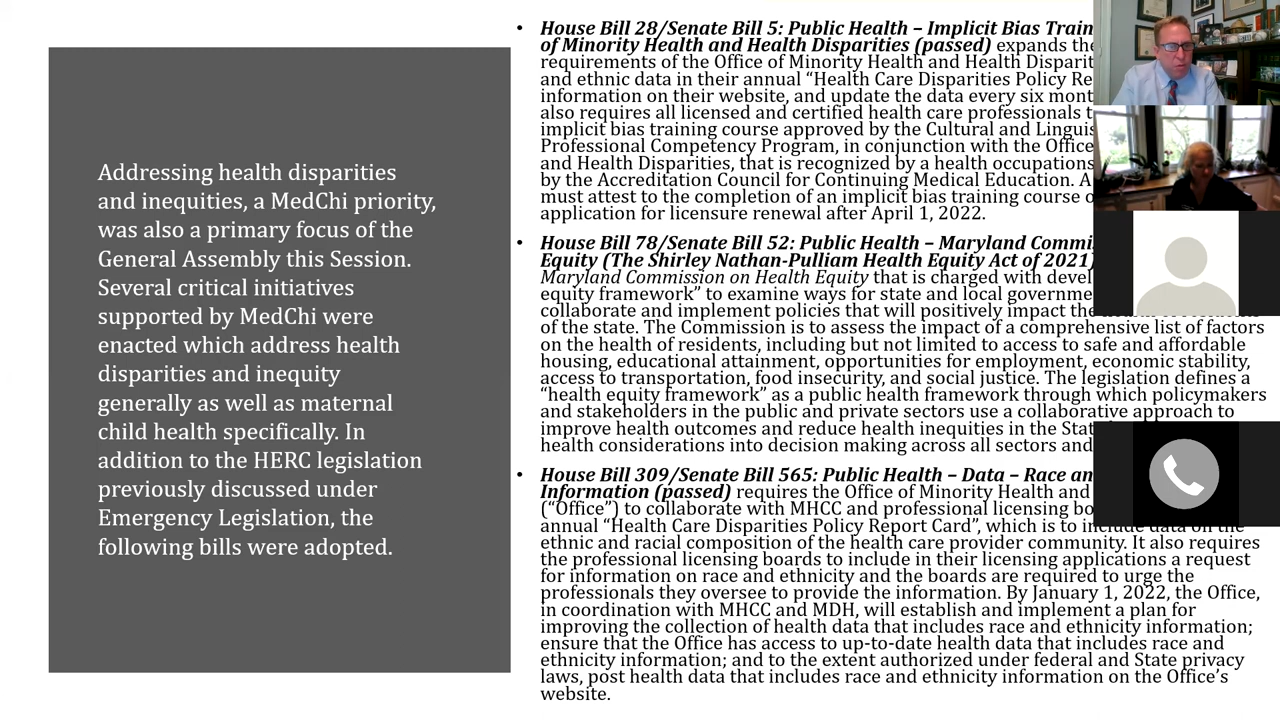 Addressing health disparities
and inequities, a MedChi priority,
was also a primary focus of the
General Assembly this Session.
Several critical initiatives
supported by MedChi were
enacted which address health
disparities and inequity
generally as well as maternal
child health specifically. In
addition to the HERC legislation
previously discussed under
Emergency Legislation, the
following bills were adopted.
• House Bill 28/Senate Bill 5: Public Health – Implicit Bias
of Minority Health and Health Disparities (passed) expands
requirements of the Office of Minority Health and Health
and ethnic data in their annual “Health Care Disparities Policy
information on their website, and update the data every six
also requires all licensed and certified health care professionals
implicit bias training course approved by the Cultural and
Professional Competency Program, in conjunction with the Office
and Health Disparities, that is recognized by a health occupations
by the Accreditation Council for Continuing Medical Education.
must attest to the completion of an implicit bias training course
application for licensure renewal after April 1, 2022.
• House Bill 78/Senate Bill 52: Public Health – Maryland
Equity (The Shirley Nathan-Pulliam Health Equity Act of 2021)
Maryland Commission on Health Equity that is charged with
equity framework” to examine ways for state and local
collaborate and implement policies that will positively impact the
of the state. The Commission is to assess the impact of a comprehensive list of factors
on the health of residents, including but not limited to access to safe and affordable
housing, educational attainment, opportunities for employment, economic stability,
access to transportation, food insecurity, and social justice. The legislation defines a
“health equity framework” as a public health framework through which policymakers
and stakeholders in the public and private sectors use a collaborative approach to
improve health outcomes and reduce health inequities in the
health considerations into decision making across all sectors and
• House Bill 309/Senate Bill 565: Public Health – Data – Race
Information (passed) requires the Office of Minority Health and
(“Office”) to collaborate with MHCC and professional licensing
annual “Health Care Disparities Policy Report Card”, which is to include data on the
ethnic and racial composition of the health care provider community. It also requires
the professional licensing boards to include in their licensing applications a request
for information on race and ethnicity and the boards are required to urge the
professionals they oversee to provide the information. By January 1, 2022, the Office,
in coordination with MHCC and MDH, will establish and implement a plan for
improving the collection of health data that includes race and ethnicity information;
ensure that the Office has access to up-to-date health data that includes race and
ethnicity information; and to the extent authorized under federal and State privacy
laws, post health data that includes race and ethnicity information on the Office’s
website.